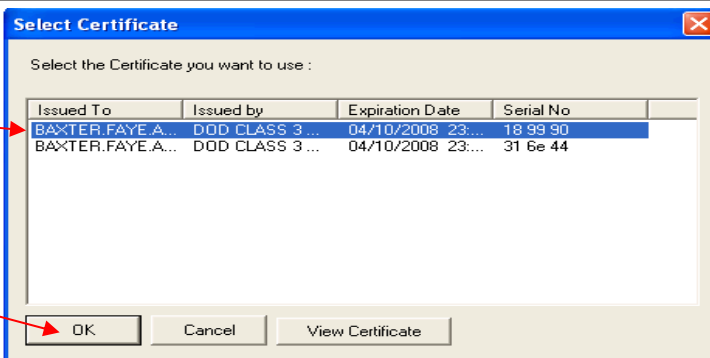 Select Certificate
Select the Certificate you want to use :
Issued To Issued by Expiration Date Serial No
BAXTER.FAYE.A... DOD CLASS 3 ... 04/10/2008 23:... 18 99 90
BAXTER.FAYE.A... DOD CLASS 3 ... 04/10/2008 23:... 31 6e 44
OK Cancel View Certificate